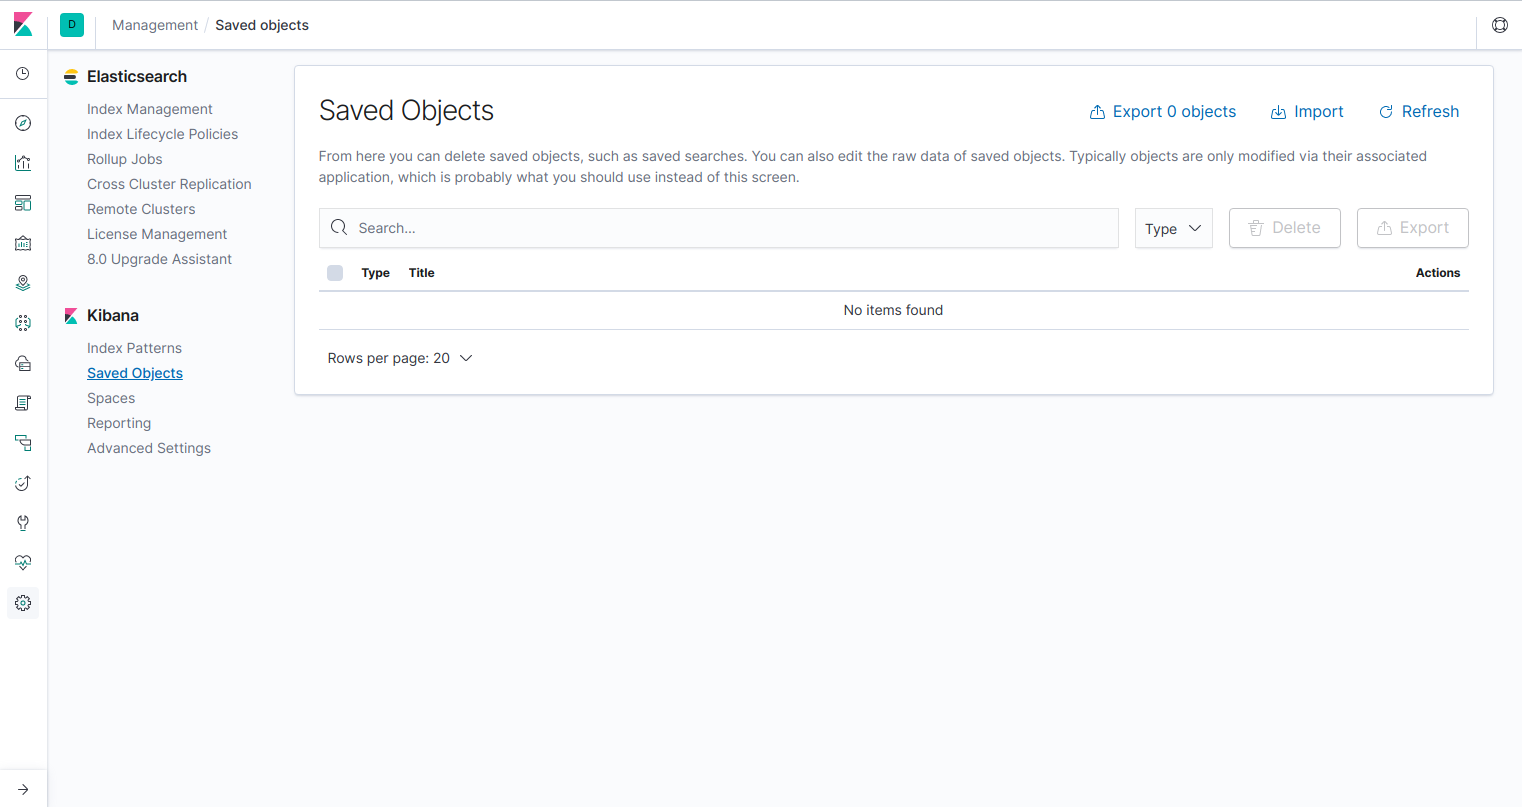 D
Management / Saved objects
Elasticsearch
Index Management
Index Lifecycle Policies
Rollup Jobs
Cross Cluster Replication
Remote Clusters
License Management
8.0 Upgrade Assistant
Kibana
Index Patterns
Saved Objects
Spaces
Reporting
Advanced Settings
Saved Objects
Export 0 objects Import Refresh
From here you can delete saved objects, such as saved searches. You can also edit the raw data of saved objects. Typically objects are only modified via their associated
application, which is probably what you should use instead of this screen.
Search... Type Delete Export
Type Title Actions
No items found
Rows per page: 20